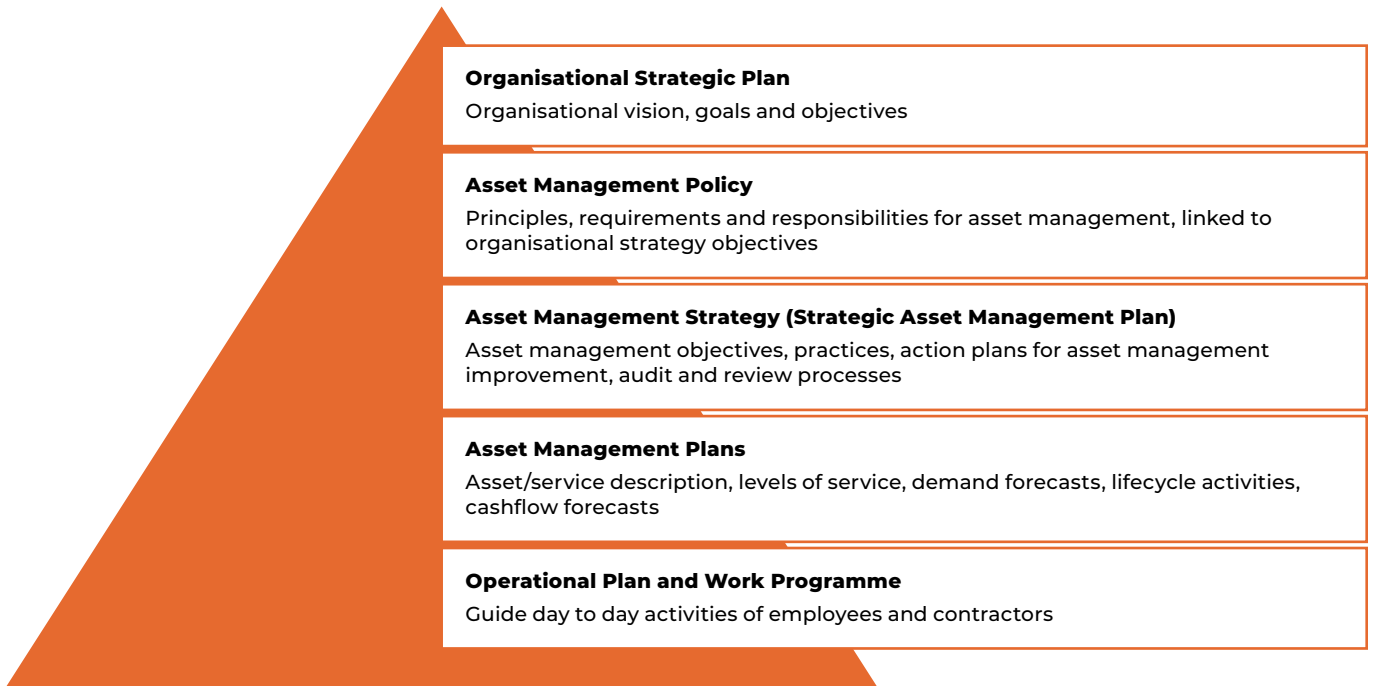 Organisational Strategic Plan
Organisational vision, goals and objectives
Asset Management Policy
Principles, requirements and responsibilities for asset management, linked to
organisational strategy objectives
Asset Management Strategy (Strategic Asset Management Plan)
Asset management objectives, practices, action plans for asset management
improvement, audit and review processes
Asset Management Plans
Asset/service description, levels of service, demand forecasts, lifecycle activities,
cashflow forecasts
Operational Plan and Work Programme
Guide day to day activities of employees and contractors